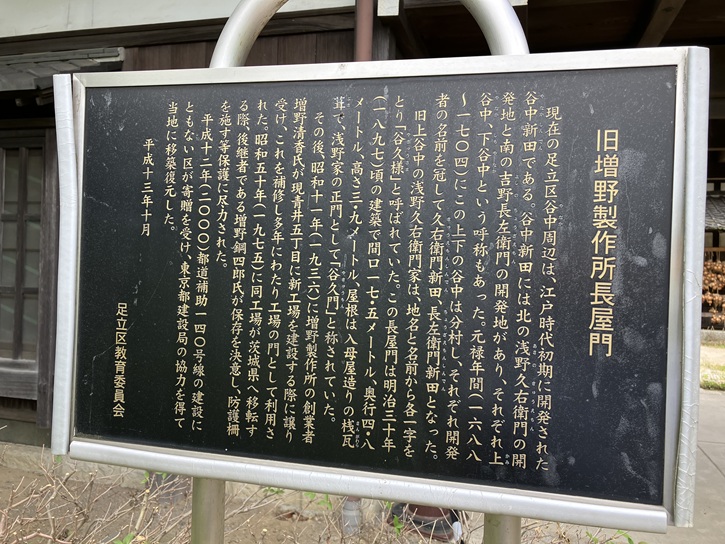 旧増野製作所長屋門
現在の足立区谷中周辺は、江戸時代初期に開発された
谷中新田である。谷中新田には北の浅野久右衛門の開
発地と南の吉野長左衛門の開発地があり、それぞれ上
谷中、下谷中という呼称もあった。元禄年間（一六八八
～一七〇四）にこの上下の谷中は分村し、それぞれ開発
者の名前を冠して久右衛門新田、長左衛門新田となった。
旧上谷中の浅野久右衛門家は、地名と名前から各一字を
とり「谷久様」と呼ばれていた。この長屋門は明治三十年
（一八九七）頃の建築で間口一七・五メートル、奥行四・八
メートル、高さ三・九メートル、屋根は入母屋造りの桟瓦
葺で、浅野家の正門として「谷久門」と称されていた。
その後、昭和十一年（一九三六）に増野製作所の創業者
増野清香氏が現青井五丁目に新工場を建設する際に譲り
受け、これを補修し多年にわたり工場の門として利用さ
れた。昭和五十年（一九七五）に同工場が茨城県へ移転す
る際、後継者である増野鋼四郎氏が保存を決意し、防護柵
を施す等保護に尽力された。
平成十二年（二〇〇〇）都道補助一四〇号線の建設に
ともない区が寄贈を受け、東京都建設局の協力を得て
当地に移築復元した。
平成十三年十月
足立区教育委員会